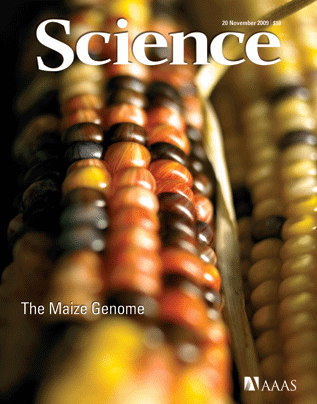 20 November 2009 | $10
Science
The Maize Genome
AAAS